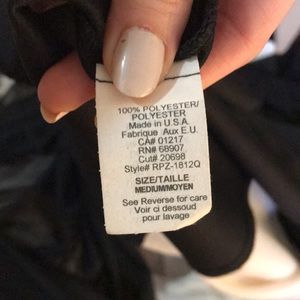 100% POLYESTER/
POLYESTER
Made in U.S.A.
Fabrique Aux E.U.
CA# 01217
RN# 68907
Cut# 20698
Style# RPZ-1812Q
SIZE/TAILLE
MEDIUM/MOYEN
See Reverse for care
Voir ci dessoud
pour lavage